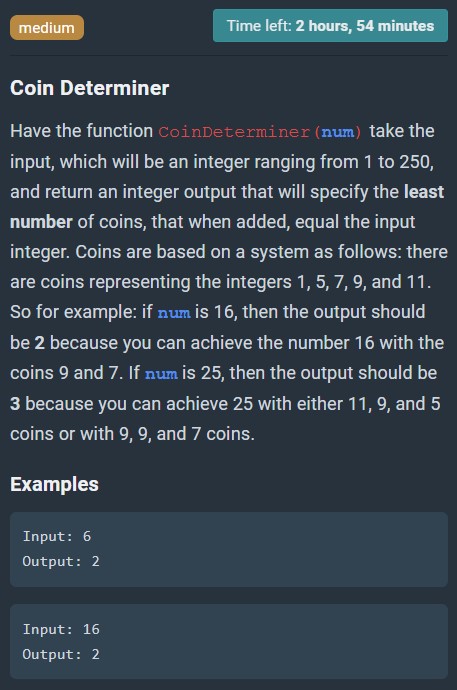 medium
Time left: 2 hours, 54 minutes
Coin Determiner
Have the function CoinDeterminer(num) take the
input, which will be an integer ranging from 1 to 250,
and return an integer output that will specify the least
number of coins, that when added, equal the input
integer. Coins are based on a system as follows: there
are coins representing the integers 1, 5, 7, 9, and 11.
So for example: if num is 16, then the output should
be 2 because you can achieve the number 16 with the
coins 9 and 7. If num is 25, then the output should be
3 because you can achieve 25 with either 11, 9, and 5
coins or with 9, 9, and 7 coins.
Examples
Input: 6
Output: 2
Input: 16
Output: 2